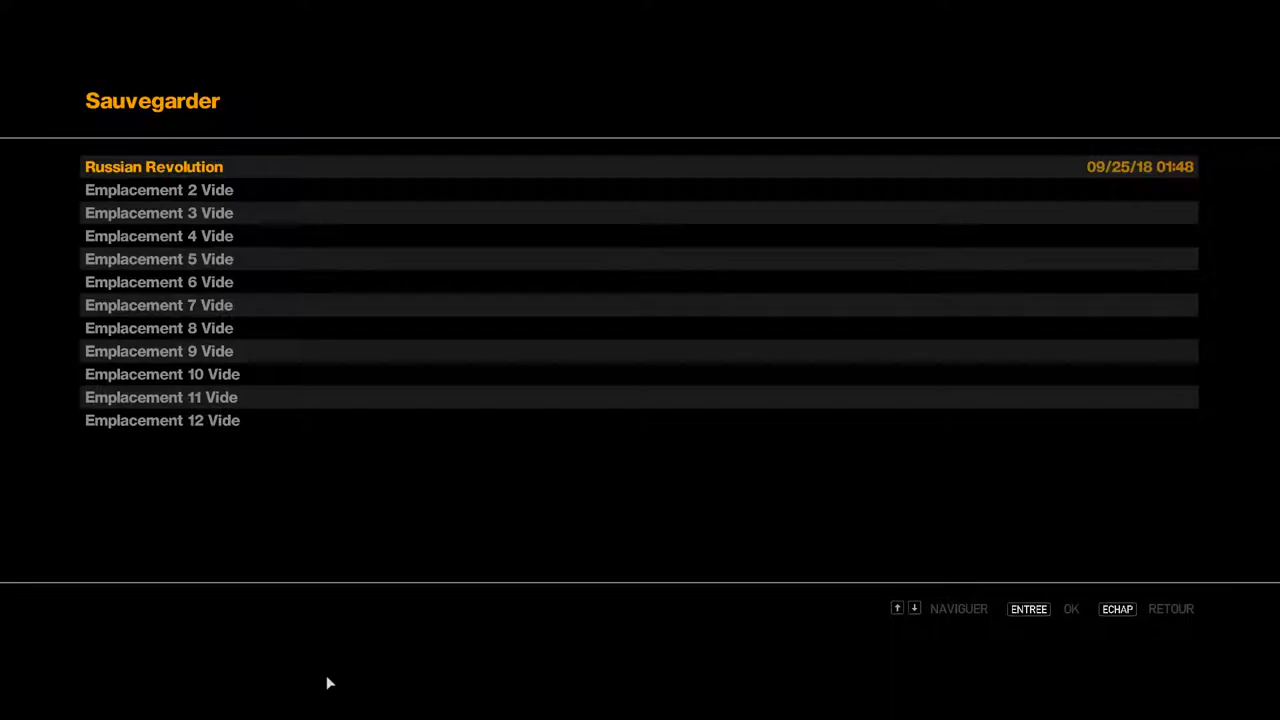 Sauvegarder
Russian Revolution 09/25/18 01:48
Emplacement 2 Vide
Emplacement 3 Vide
Emplacement 4 Vide
Emplacement 5 Vide
Emplacement 6 Vide
Emplacement 7 Vide
Emplacement 8 Vide
Emplacement 9 Vide
Emplacement 10 Vide
Emplacement 11 Vide
Emplacement 12 Vide
↑ ↓ NAVIGUER ENTREE OK ECHAP RETOUR